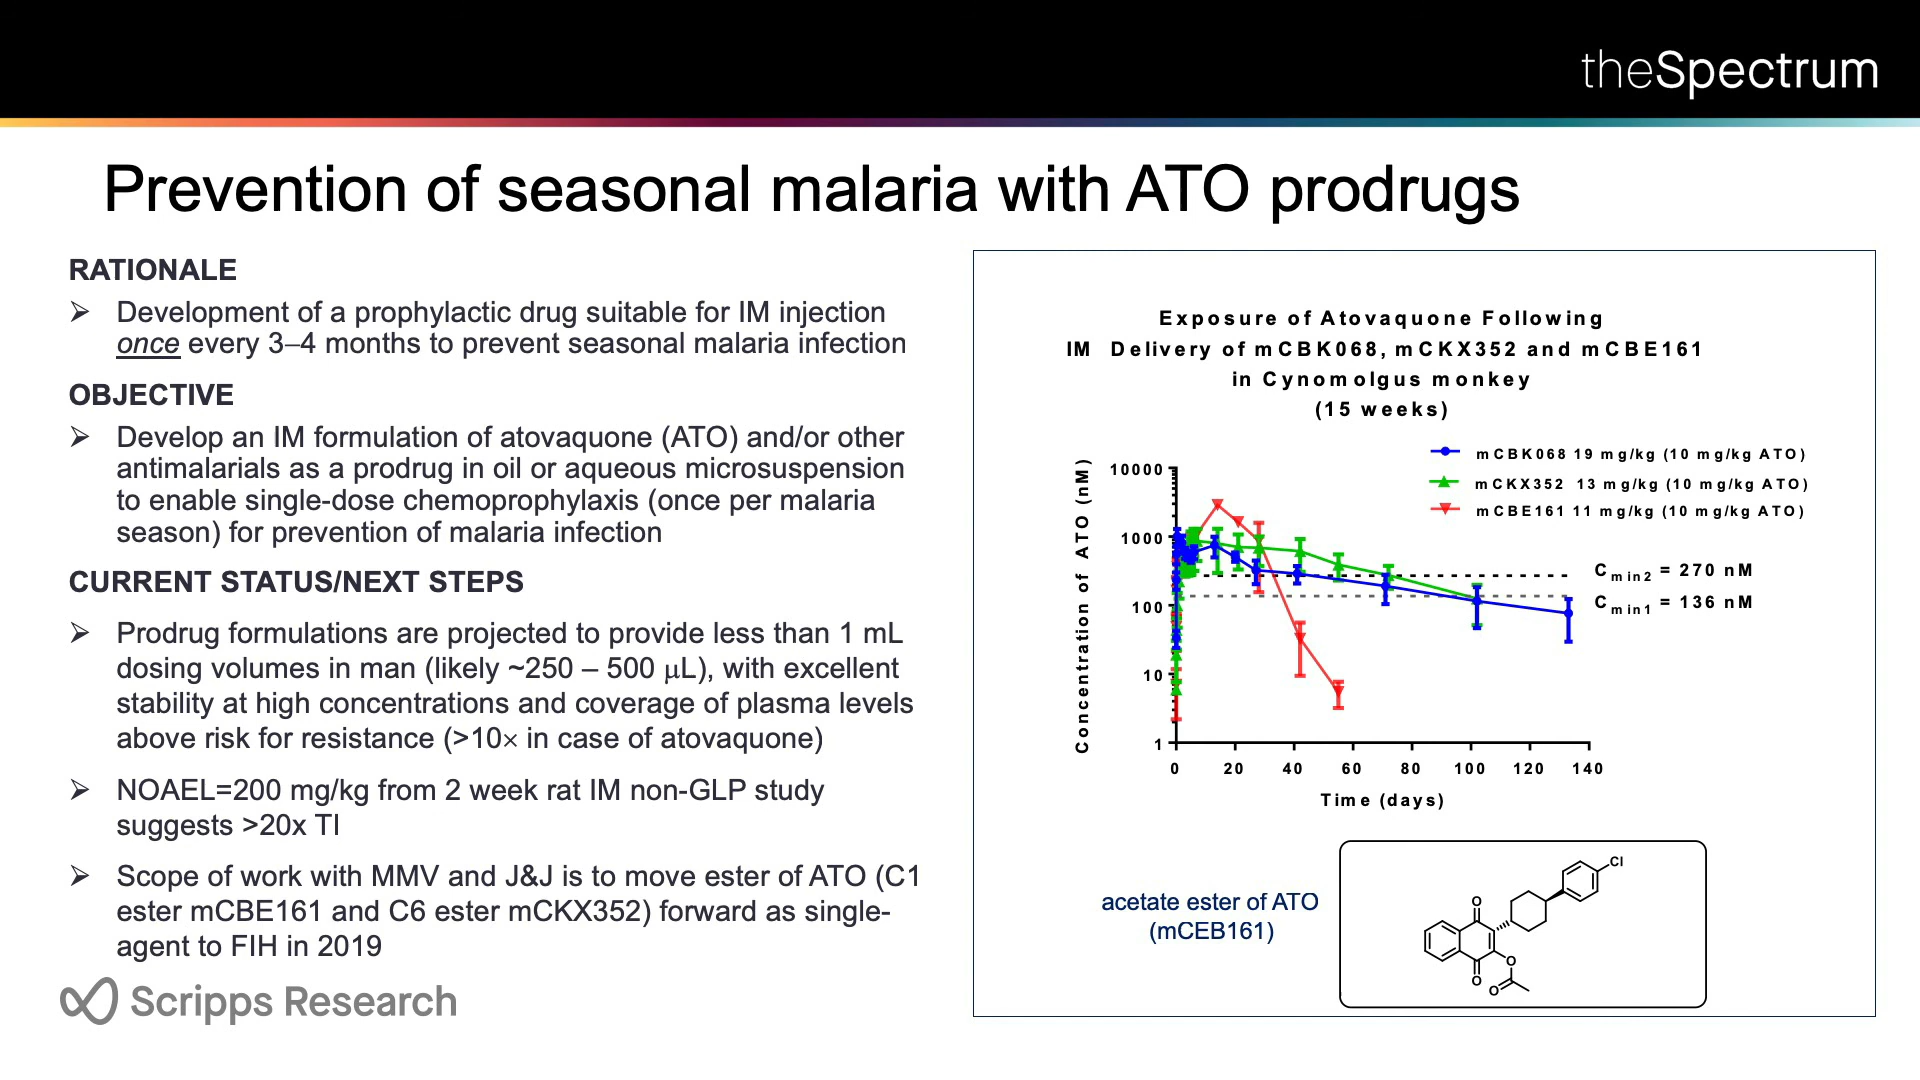 theSpectrum
Prevention of seasonal malaria with ATO prodrugs
RATIONALE
➢ Development of a prophylactic drug suitable for IM injection
once every 3–4 months to prevent seasonal malaria infection
OBJECTIVE
➢ Develop an IM formulation of atovaquone (ATO) and/or other
antimalarials as a prodrug in oil or aqueous microsuspension
to enable single-dose chemoprophylaxis (once per malaria
season) for prevention of malaria infection
CURRENT STATUS/NEXT STEPS
➢ Prodrug formulations are projected to provide less than 1 mL
dosing volumes in man (likely ~250 – 500 μL), with excellent
stability at high concentrations and coverage of plasma levels
above risk for resistance (>10× in case of atovaquone)
➢ NOAEL=200 mg/kg from 2 week rat IM non-GLP study
suggests >20x TI
➢ Scope of work with MMV and J&J is to move ester of ATO (C1
ester mCBE161 and C6 ester mCKX352) forward as single-
agent to FIH in 2019
Scripps Research
Exposure of Atovaquone Following
IM Delivery of mCBK068, mCKX352 and mCBE161
in Cynomolgus monkey
(15 weeks)
mCBK068 19 mg/kg (10 mg/kg ATO)
mCKX352 13 mg/kg (10 mg/kg ATO)
mCBE161 11 mg/kg (10 mg/kg ATO)
Concentration of ATO (nM)
10000
1000
100
10
1
Cmin2 = 270 nM
Cmin1 = 136 nM
0 20 40 60 80 100 120 140
Time (days)
acetate ester of ATO
(mCEB161)
Cl
O
O
O
O